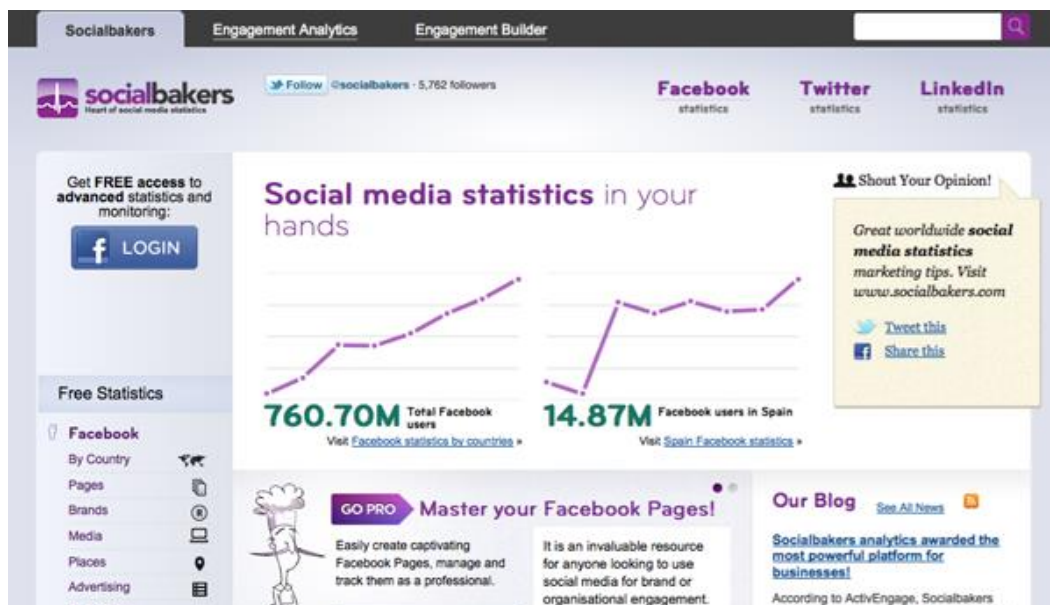 Socialbakers
Engagement Analytics
Engagement Builder
socialbakers
Heart of social media statistics
Follow @socialbakers · 5,762 followers
Facebook
statistics
Twitter
statistics
LinkedIn
statistics
Get FREE access to
advanced statistics and
monitoring:
f LOGIN
Free Statistics
Facebook
By Country
Pages
Brands
Media
Places
Advertising
Social media statistics in your
hands
760.70M Total Facebook
users
Visit Facebook statistics by countries »
14.87M Facebook users in Spain
Visit Spain Facebook statistics »
Shout Your Opinion!
Great worldwide social
media statistics
marketing tips. Visit
www.socialbakers.com
Tweet this
Share this
GO PRO Master your Facebook Pages!
Easily create captivating
Facebook Pages, manage and
track them as a professional.
It is an invaluable resource
for anyone looking to use
social media for brand or
organisational engagement.
Our Blog See All News
Socialbakers analytics awarded the
most powerful platform for
businesses!
According to ActivEngage, Socialbakers